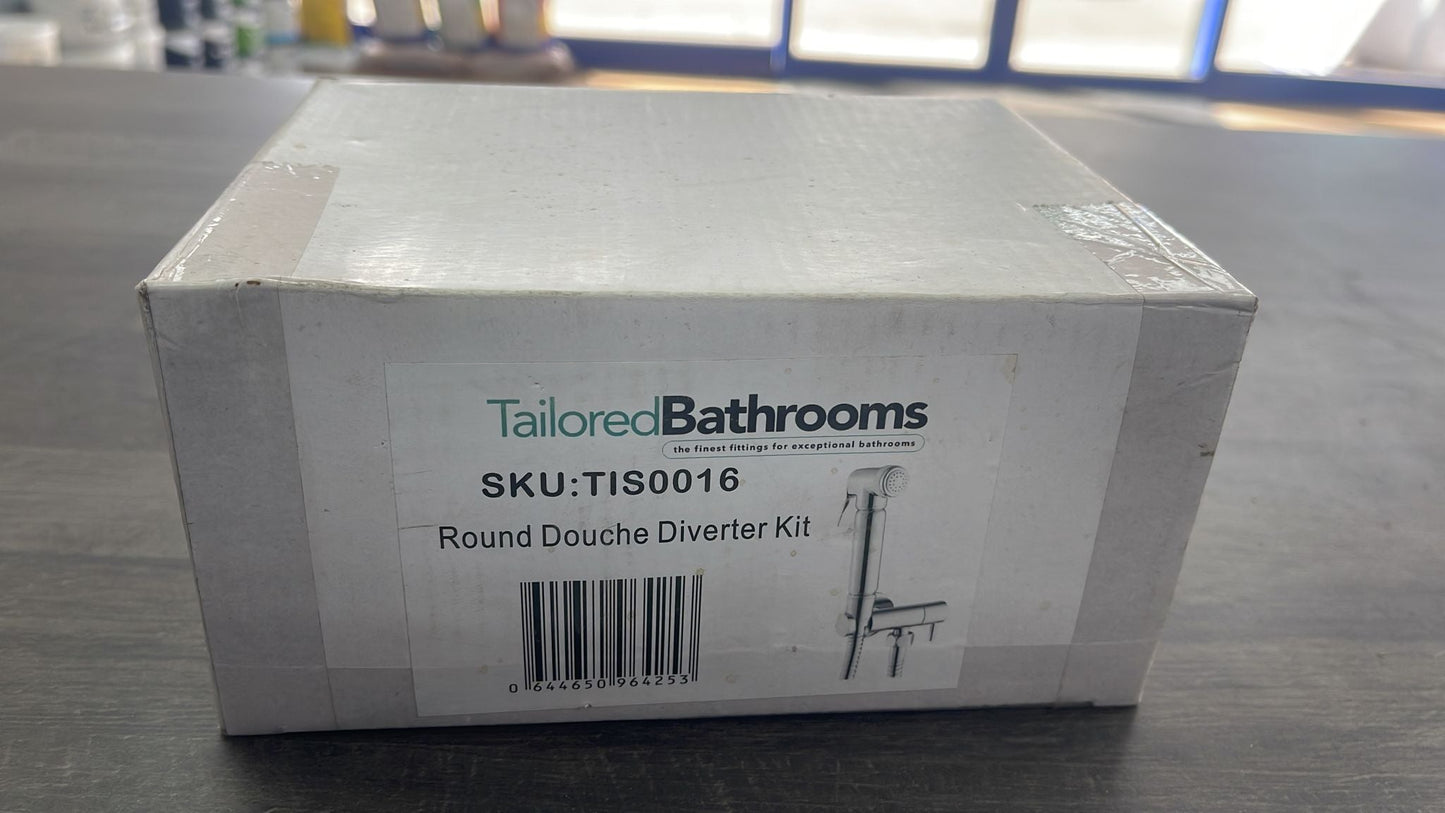 TailoredBathrooms
the finest fittings for exceptional bathrooms
SKU:TIS0016
Round Douche Diverter Kit
0 644650 964253